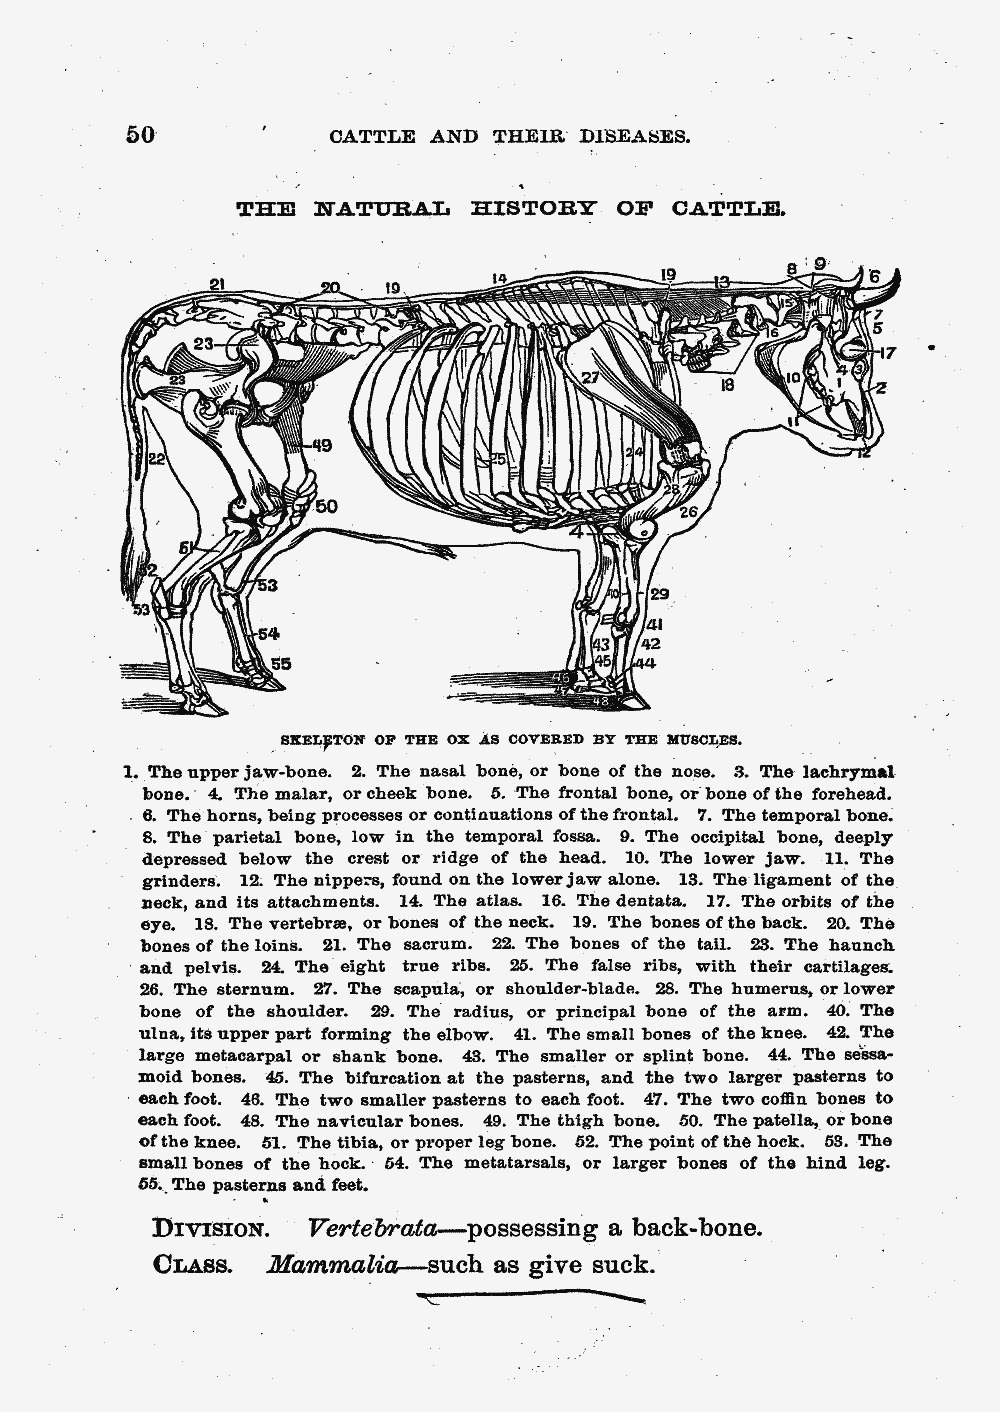 50 CATTLE AND THEIR DISEASES.
THE NATURAL HISTORY OF CATTLE.
21 20 19 14 19 13 8 9 6
15 7
5
16
23 17
4 3
23 27 18 10 1 2
11
49 12
22 25 24
28
50 26
4
51
52 53 10 29
53 41
54 43 42
55 45 44
46
47
48
SKELETON OF THE OX AS COVERED BY THE MUSCLES.
1. The upper jaw-bone. 2. The nasal bone, or bone of the nose. 3. The lachrymal
bone. 4. The malar, or cheek bone. 5. The frontal bone, or bone of the forehead.
6. The horns, being processes or continuations of the frontal. 7. The temporal bone.
8. The parietal bone, low in the temporal fossa. 9. The occipital bone, deeply
depressed below the crest or ridge of the head. 10. The lower jaw. 11. The
grinders. 12. The nippers, found on the lower jaw alone. 13. The ligament of the
neck, and its attachments. 14. The atlas. 16. The dentata. 17. The orbits of the
eye. 18. The vertebræ, or bones of the neck. 19. The bones of the back. 20. The
bones of the loins. 21. The sacrum. 22. The bones of the tail. 23. The haunch
and pelvis. 24. The eight true ribs. 25. The false ribs, with their cartilages.
26. The sternum. 27. The scapula, or shoulder-blade. 28. The humerus, or lower
bone of the shoulder. 29. The radius, or principal bone of the arm. 40. The
ulna, its upper part forming the elbow. 41. The small bones of the knee. 42. The
large metacarpal or shank bone. 43. The smaller or splint bone. 44. The sessa-
moid bones. 45. The bifurcation at the pasterns, and the two larger pasterns to
each foot. 46. The two smaller pasterns to each foot. 47. The two coffin bones to
each foot. 48. The navicular bones. 49. The thigh bone. 50. The patella, or bone
of the knee. 51. The tibia, or proper leg bone. 52. The point of the hock. 53. The
small bones of the hock. 54. The metatarsals, or larger bones of the hind leg.
55. The pasterns and feet.
DIVISION. Vertebrata—possessing a back-bone.
CLASS. Mammalia—such as give suck.